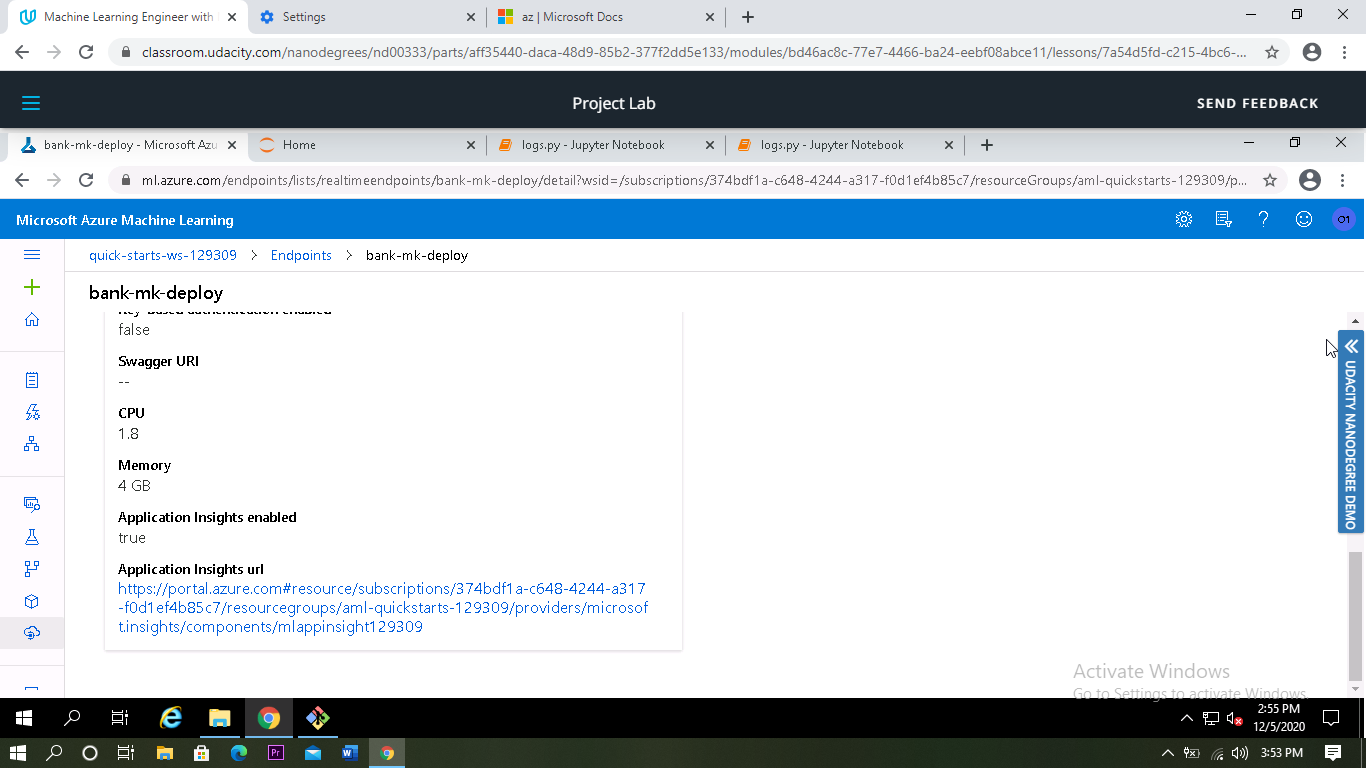 Machine Learning Engineer with
Settings
az | Microsoft Docs
classroom.udacity.com/nanodegrees/nd00333/parts/aff35440-daca-48d9-85b2-377f2dd5e133/modules/bd46ac8c-77e7-4466-ba24-eebf08abce11/lessons/7a54d5fd-c215-4bc6-...
Project Lab
SEND FEEDBACK
bank-mk-deploy - Microsoft Azu
Home
logs.py - Jupyter Notebook
logs.py - Jupyter Notebook
ml.azure.com/endpoints/lists/realtimeendpoints/bank-mk-deploy/detail?wsid=/subscriptions/374bdf1a-c648-4244-a317-f0d1ef4b85c7/resourceGroups/aml-quickstarts-129309/p...
Microsoft Azure Machine Learning
O1
quick-starts-ws-129309 > Endpoints > bank-mk-deploy
bank-mk-deploy
Key-based authentication enabled
false
Swagger URI
--
CPU
1.8
Memory
4 GB
Application Insights enabled
true
Application Insights url
https://portal.azure.com#resource/subscriptions/374bdf1a-c648-4244-a317
-f0d1ef4b85c7/resourcegroups/aml-quickstarts-129309/providers/microsof
t.insights/components/mlappinsight129309
UDACITY NANODEGREE DEMO
Activate Windows
Go to Settings to activate Windows.
2:55 PM
12/5/2020
Pr
W
3:53 PM